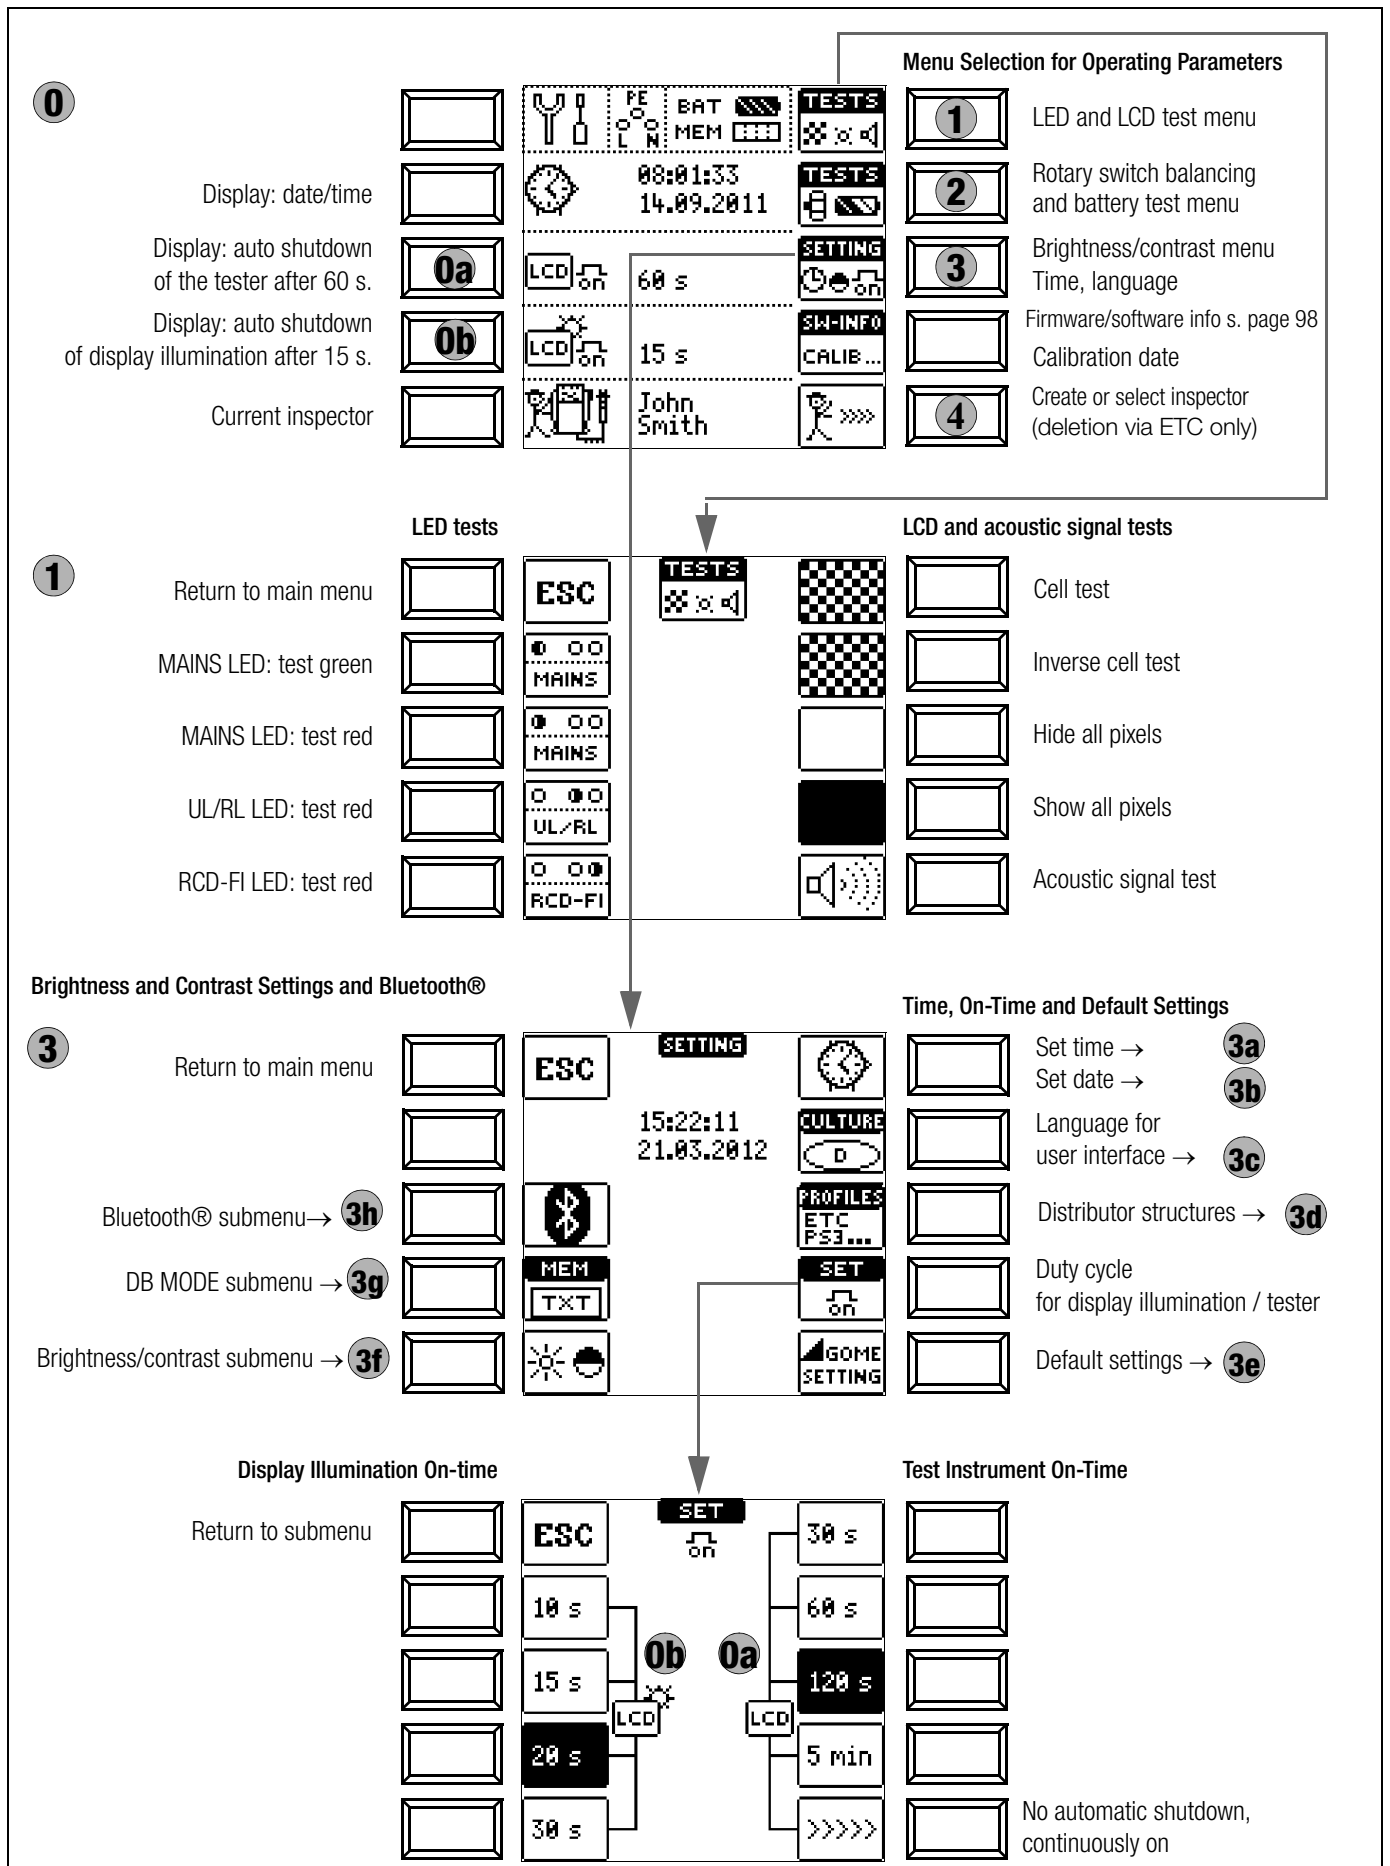 Menu Selection for Operating Parameters
0
PE
L N
BAT
MEM
TESTS
1
LED and LCD test menu
Display: date/time
08:01:33
14.09.2011
TESTS
2
Rotary switch balancing
and battery test menu
Display: auto shutdown
of the tester after 60 s.
0a
LCD
on
60 s
SETTING
on
3
Brightness/contrast menu
Time, language
Display: auto shutdown
of display illumination after 15 s.
0b
LCD
on
15 s
SW-INFO
CALIB...
Firmware/software info s. page 98
Calibration date
Current inspector
John
Smith
>>>>
4
Create or select inspector
(deletion via ETC only)
LED tests
LCD and acoustic signal tests
1
Return to main menu
ESC
TESTS
Cell test
MAINS LED: test green
MAINS
Inverse cell test
MAINS LED: test red
MAINS
Hide all pixels
UL/RL LED: test red
UL/RL
Show all pixels
RCD-FI LED: test red
RCD-FI
Acoustic signal test
Brightness and Contrast Settings and Bluetooth®
Time, On-Time and Default Settings
3
Return to main menu
ESC
SETTING
Set time → 3a
Set date → 3b
15:22:11
21.03.2012
CULTURE
D
Language for
user interface → 3c
Bluetooth® submenu→ 3h
PROFILES
ETC
PS3...
Distributor structures → 3d
DB MODE submenu → 3g
MEM
TXT
SET
on
Duty cycle
for display illumination / tester
Brightness/contrast submenu → 3f
GOME
SETTING
Default settings → 3e
Display Illumination On-time
Test Instrument On-Time
Return to submenu
ESC
SET
on
30 s
10 s
60 s
0b
0a
15 s
120 s
LCD
LCD
20 s
5 min
30 s
>>>>>
No automatic shutdown,
continuously on